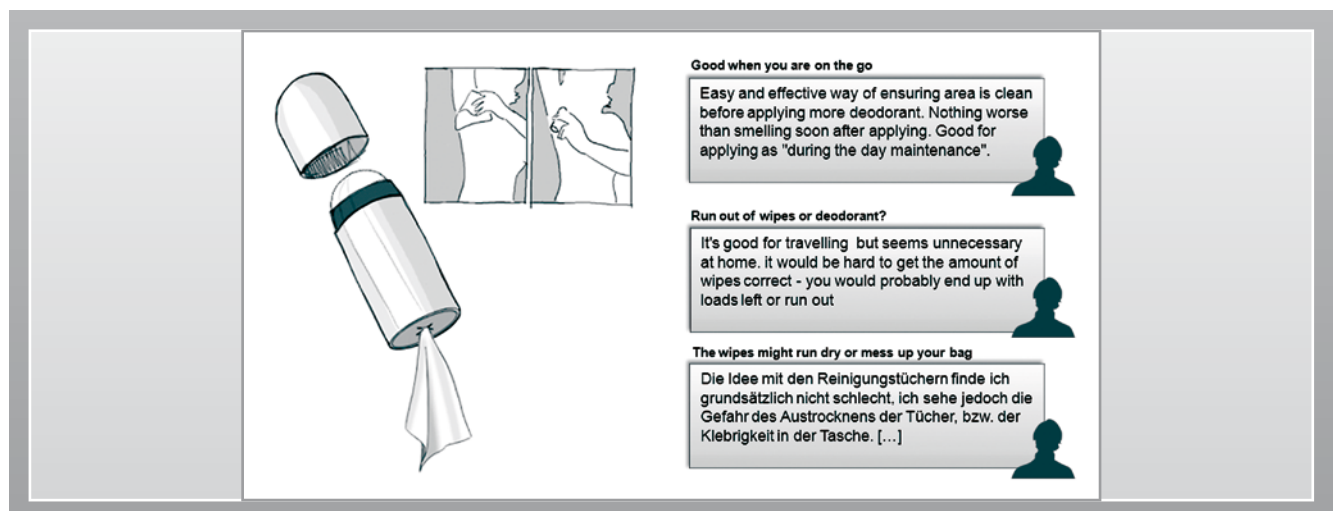 Good when you are on the go
Easy and effective way of ensuring area is clean
before applying more deodorant. Nothing worse
than smelling soon after applying. Good for
applying as "during the day maintenance".
Run out of wipes or deodorant?
It's good for travelling but seems unnecessary
at home. it would be hard to get the amount of
wipes correct - you would probably end up with
loads left or run out
The wipes might run dry or mess up your bag
Die Idee mit den Reinigungstüchern finde ich
grundsätzlich nicht schlecht, ich sehe jedoch die
Gefahr des Austrocknens der Tücher, bzw. der
Klebrigkeit in der Tasche. [...]